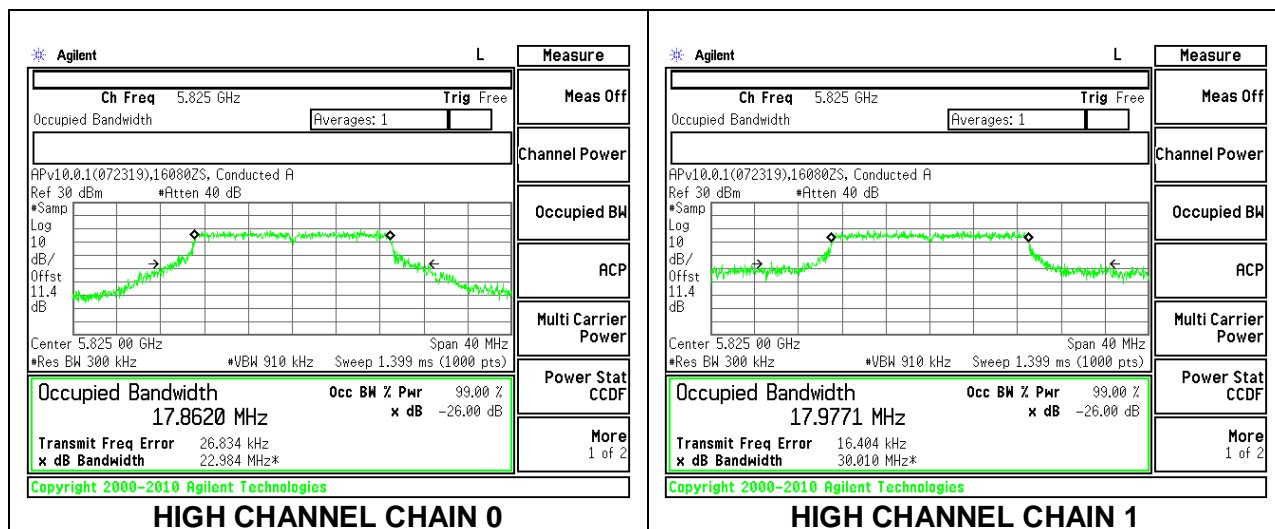 Agilent L Measure
Ch Freq 5.825 GHz Trig Free
Meas Off
Occupied Bandwidth Averages: 1
Channel Power
APv10.0.1(072319),16080ZS, Conducted A
Ref 30 dBm #Atten 40 dB
#Samp
Log
10
dB/
Offst
11.4
dB
Occupied BW
ACP
Multi Carrier
Power
Center 5.825 00 GHz Span 40 MHz
#Res BW 300 kHz #VBW 910 kHz Sweep 1.399 ms (1000 pts)
Power Stat
CCDF
Occupied Bandwidth Occ BW % Pwr 99.00 %
17.8620 MHz x dB -26.00 dB
Transmit Freq Error 26.834 kHz
x dB Bandwidth 22.984 MHz*
More
1 of 2
Copyright 2000-2010 Agilent Technologies
HIGH CHANNEL CHAIN 0
Agilent L Measure
Ch Freq 5.825 GHz Trig Free
Meas Off
Occupied Bandwidth Averages: 1
Channel Power
APv10.0.1(072319),16080ZS, Conducted A
Ref 30 dBm #Atten 40 dB
#Samp
Log
10
dB/
Offst
11.4
dB
Occupied BW
ACP
Multi Carrier
Power
Center 5.825 00 GHz Span 40 MHz
#Res BW 300 kHz #VBW 910 kHz Sweep 1.399 ms (1000 pts)
Power Stat
CCDF
Occupied Bandwidth Occ BW % Pwr 99.00 %
17.9771 MHz x dB -26.00 dB
Transmit Freq Error 16.404 kHz
x dB Bandwidth 30.010 MHz*
More
1 of 2
Copyright 2000-2010 Agilent Technologies
HIGH CHANNEL CHAIN 1